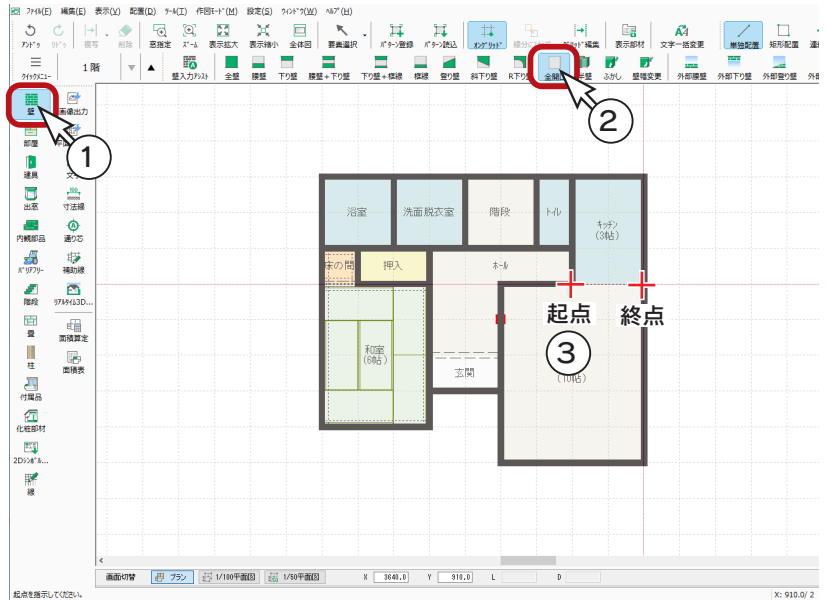 ファイル(F) 編集(E) 表示(V) 配置(D) ツール(T) 作図モード(M) 設定(S) ウィンドウ(W) ヘルプ(H)
アンドゥ リドゥ 複写 削除 窓指定 ズーム 表示拡大 表示縮小 全体図 要素選択 パターン登録 パターン読込 オングリッド グリッド編集 表示部材 文字一括変更 単独配置 矩形配置
クイックメニュー 1階 壁入力アシスト 全壁 腰壁 下り壁 腰壁+下り壁 下り壁+框線 框線 登り壁 斜下り壁 R下り壁 全開口 半壁 ふかし 壁幅変更 外部腰壁 外部下り壁 外部登り壁
壁 画像出力
①
②
部屋
建具 文字
出窓 寸法線
内観部品 通り芯
バリアフリー 補助線
階段 リアルタイム3D...
畳 面積算定
柱 面積表
付属品
化粧部材
2Dシンボル...
線
浴室 洗面脱衣室 階段 トイレ
キッチン
(3帖)
床の間 押入 ホール
起点 終点
③
和室
(6帖)
玄関
(10帖)
画面切替 プラン 1/100平面図 1/50平面図 X 3640.0 Y 910.0 L D
起点を指示してください。 X: 910.0/ 2